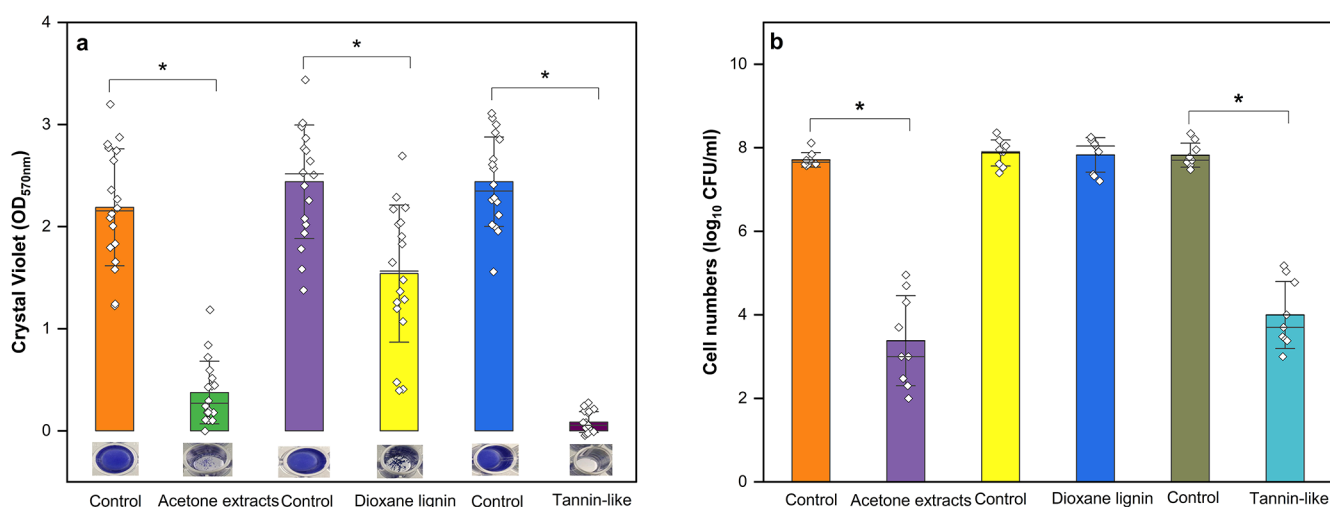 a
Crystal Violet (OD570nm)
4
3
2
1
0
*
*
*
Control Acetone extracts Control Dioxane lignin Control Tannin-like
b
Cell numbers (log10 CFU/ml)
10
8
6
4
2
0
*
*
Control Acetone extracts Control Dioxane lignin Control Tannin-like